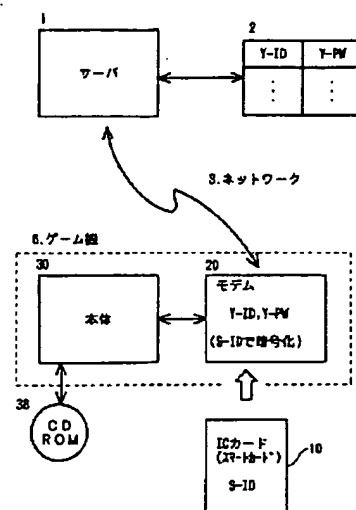 1
サーバ
2
Y-ID Y-PW
3.ネットワーク
6.ゲーム機
30
本体
20
モデム
Y-ID,Y-PW
(S-IDで暗号化)
38
CD
ROM
ICカード
(スマートカード)
S-ID
10